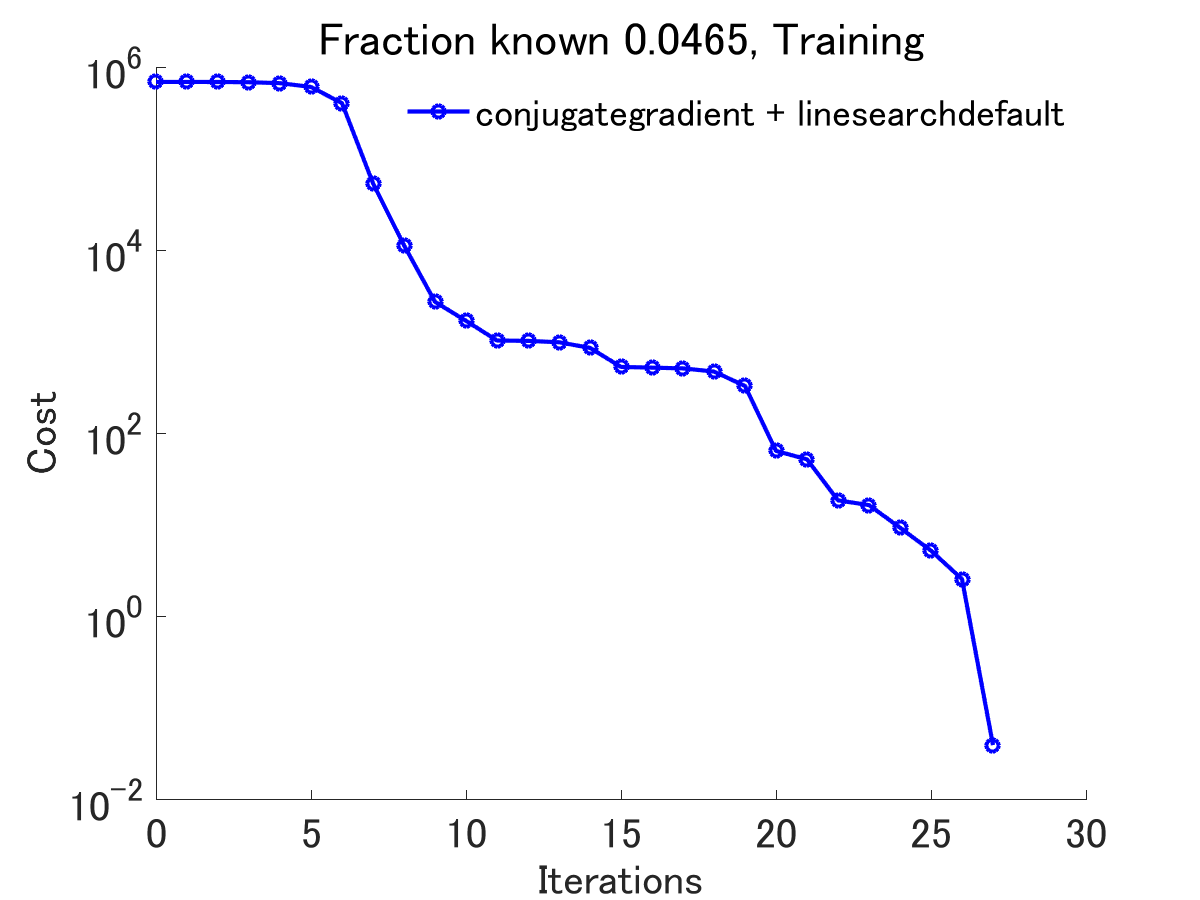 Fraction known 0.0465, Training
conjugategradient + linesearchdefault
10^6
10^4
10^2
10^0
10^-2
Cost
0 5 10 15 20 25 30
Iterations